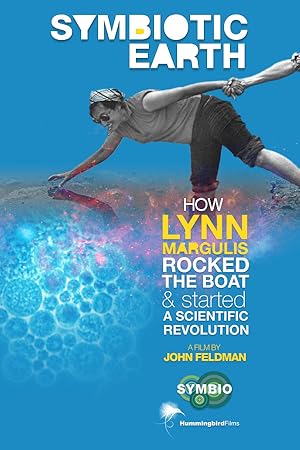 SYMBIOTIC
EARTH
HOW
LYNN
MARGULIS
ROCKED
THE BOAT
& started
A SCIENTIFIC
REVOLUTION
A FILM BY
JOHN FELDMAN
SYMBIO
HummingbirdFilms